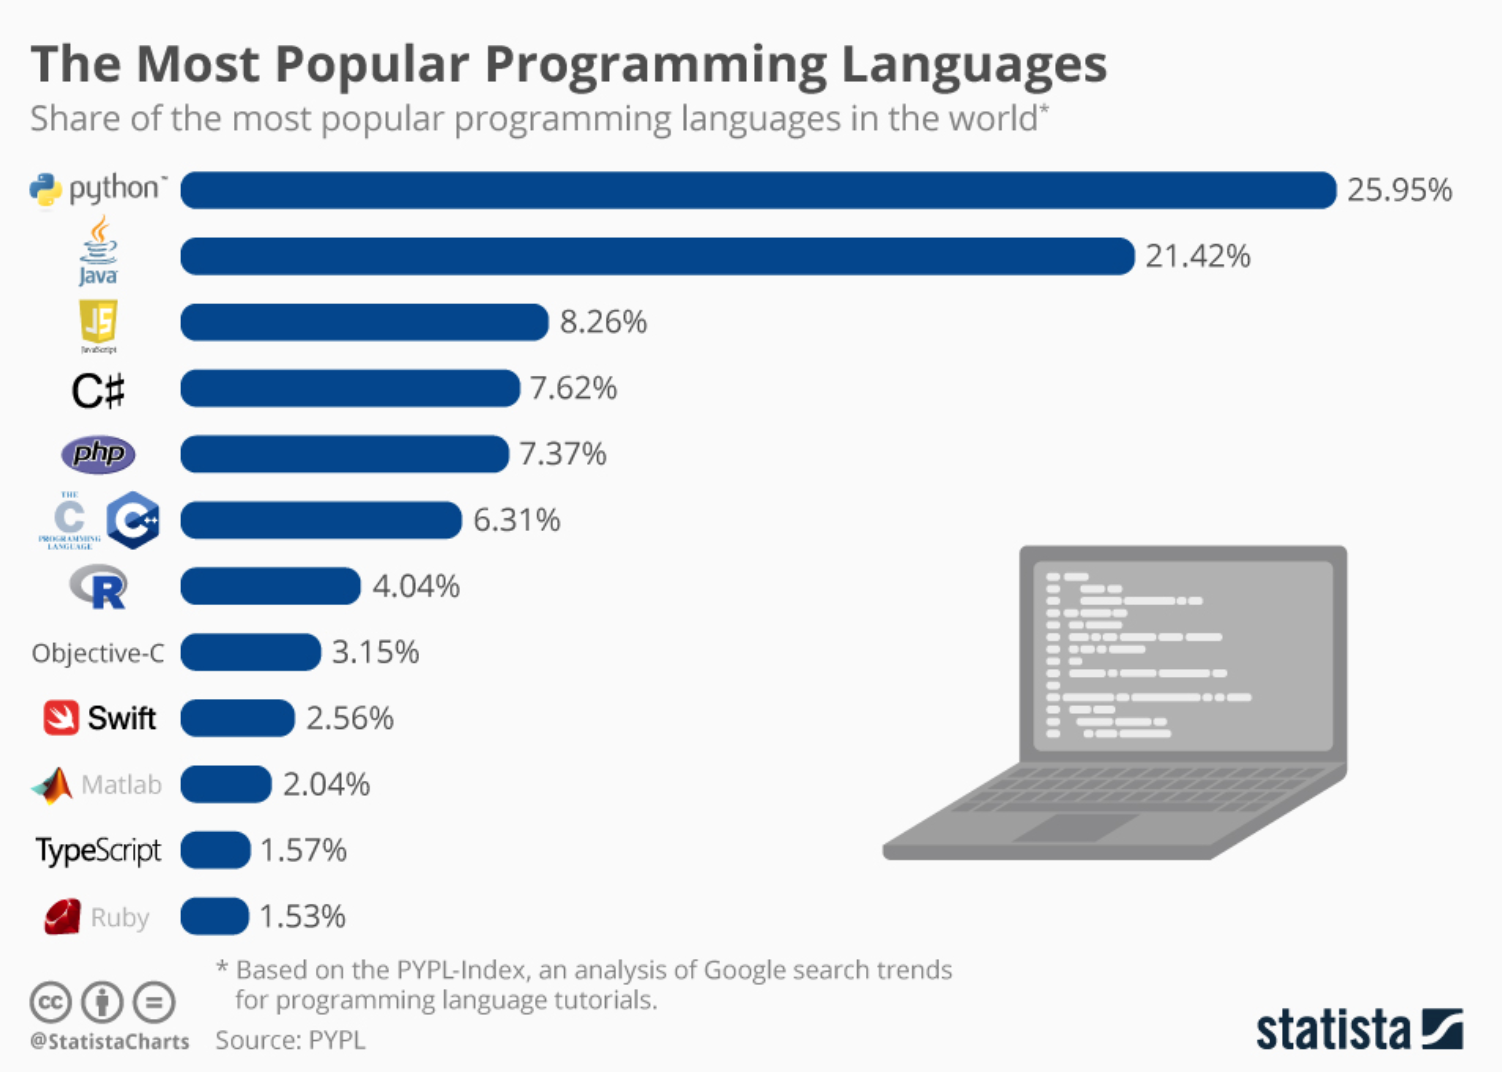 The Most Popular Programming Languages
Share of the most popular programming languages in the world*
python™ 25.95%
Java 21.42%
JS
JavaScript 8.26%
C# 7.62%
php 7.37%
THE
C
PROGRAMMING
LANGUAGE
C++ 6.31%
R 4.04%
Objective-C 3.15%
Swift 2.56%
Matlab 2.04%
TypeScript 1.57%
Ruby 1.53%
* Based on the PYPL-Index, an analysis of Google search trends
for programming language tutorials.
cc
@StatistaCharts Source: PYPL
statista